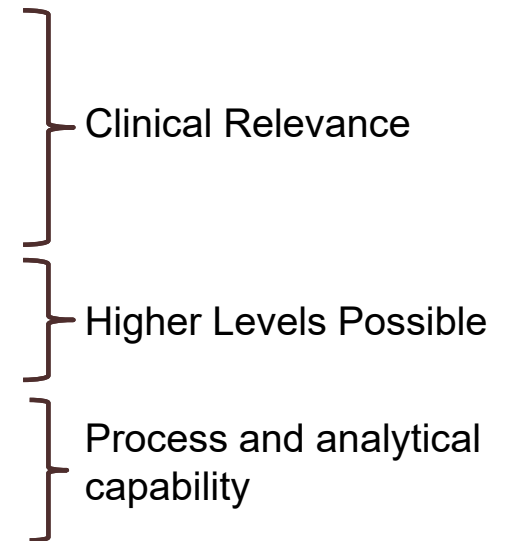 Clinical Relevance
Higher Levels Possible
Process and analytical
capability